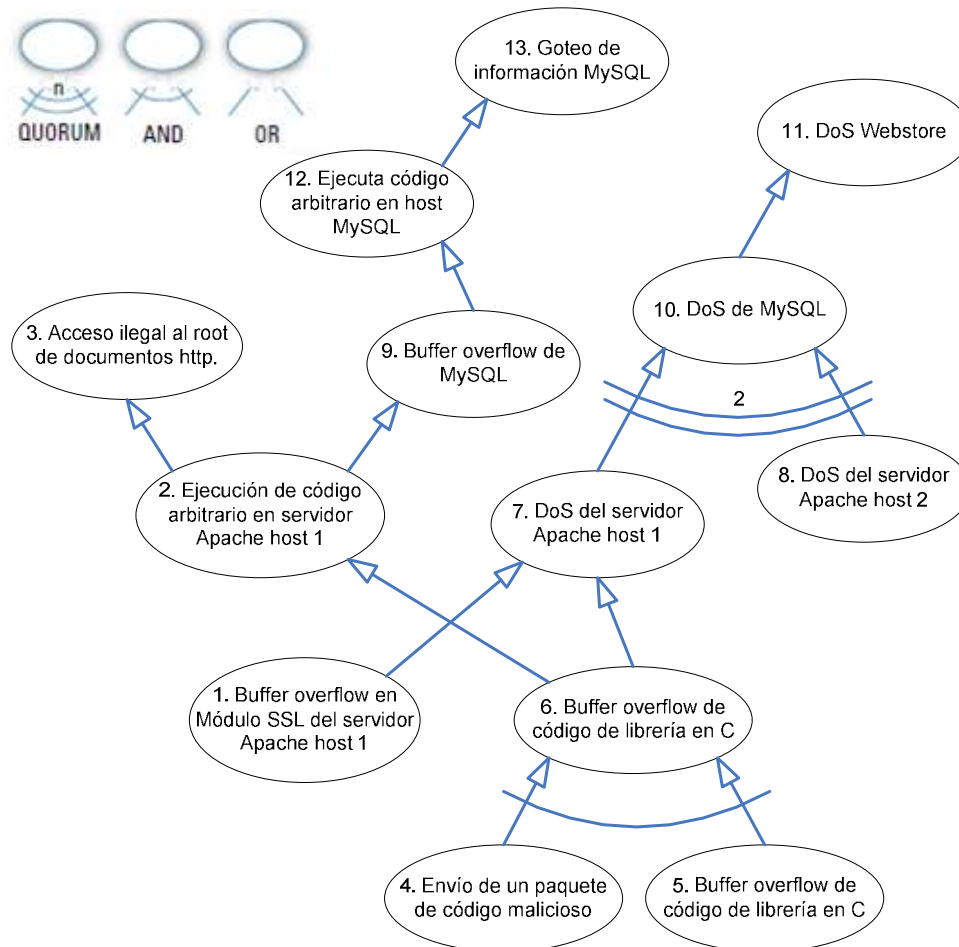 n
QUORUM AND OR
13. Goteo de
información MySQL
11. DoS Webstore
12. Ejecuta código
arbitrario en host
MySQL
10. DoS de MySQL
3. Acceso ilegal al root
de documentos http.
9. Buffer overflow de
MySQL
2
2. Ejecución de código
arbitrario en servidor
Apache host 1
7. DoS del servidor
Apache host 1
8. DoS del servidor
Apache host 2
1. Buffer overflow en
Módulo SSL del servidor
Apache host 1
6. Buffer overflow de
código de librería en C
4. Envío de un paquete
de código malicioso
5. Buffer overflow de
código de librería en C